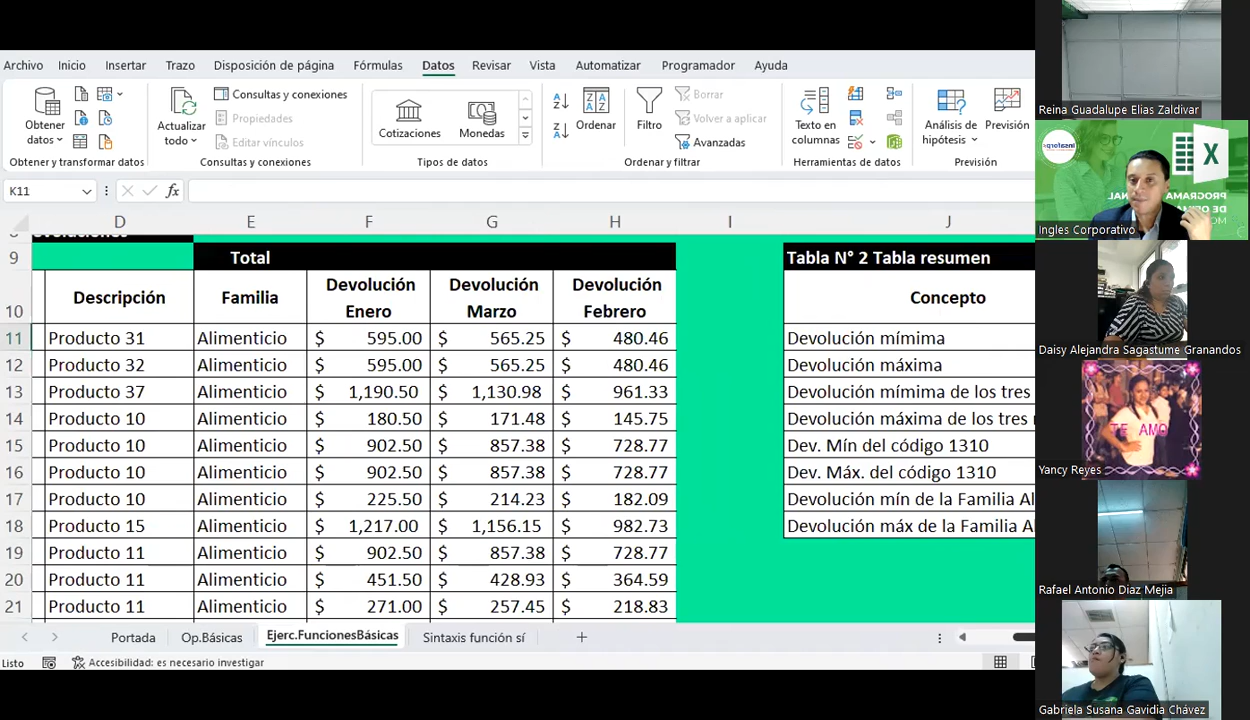 Archivo Inicio Insertar Trazo Disposición de página Fórmulas Datos Revisar Vista Automatizar Programador Ayuda
Obtener datos
Obtener y transformar datos
Actualizar todo
Consultas y conexiones
Propiedades
Editar vínculos
Consultas y conexiones
Cotizaciones
Monedas
Tipos de datos
Ordenar
Filtro
Borrar
Volver a aplicar
Avanzadas
Ordenar y filtrar
Texto en columnas
Herramientas de datos
Análisis de hipótesis
Previsión
Previsión
K11
fx
D E F G H I J
9 Total Tabla N° 2 Tabla resumen
10 Descripción Familia Devolución Enero Devolución Marzo Devolución Febrero Concepto
11 Producto 31 Alimenticio $ 595.00 $ 565.25 $ 480.46 Devolución mímima
12 Producto 32 Alimenticio $ 595.00 $ 565.25 $ 480.46 Devolución máxima
13 Producto 37 Alimenticio $ 1,190.50 $ 1,130.98 $ 961.33 Devolución mímima de los tres
14 Producto 10 Alimenticio $ 180.50 $ 171.48 $ 145.75 Devolución máxima de los tres
15 Producto 10 Alimenticio $ 902.50 $ 857.38 $ 728.77 Dev. Mín del código 1310
16 Producto 10 Alimenticio $ 902.50 $ 857.38 $ 728.77 Dev. Máx. del código 1310
17 Producto 10 Alimenticio $ 225.50 $ 214.23 $ 182.09 Devolución mín de la Familia Al
18 Producto 15 Alimenticio $ 1,217.00 $ 1,156.15 $ 982.73 Devolución máx de la Familia Al
19 Producto 11 Alimenticio $ 902.50 $ 857.38 $ 728.77
20 Producto 11 Alimenticio $ 451.50 $ 428.93 $ 364.59
21 Producto 11 Alimenticio $ 271.00 $ 257.45 $ 218.83
Portada Op.Básicas Ejerc.FuncionesBásicas Sintaxis función sí
Listo Accesibilidad: es necesario investigar
Reina Guadalupe Elias Zaldivar
Ingles Corporativo
Daisy Alejandra Sagastume Granandos
TE AMO
Yancy Reyes
Rafael Antonio Diaz Mejia
Gabriela Susana Gavidia Chávez